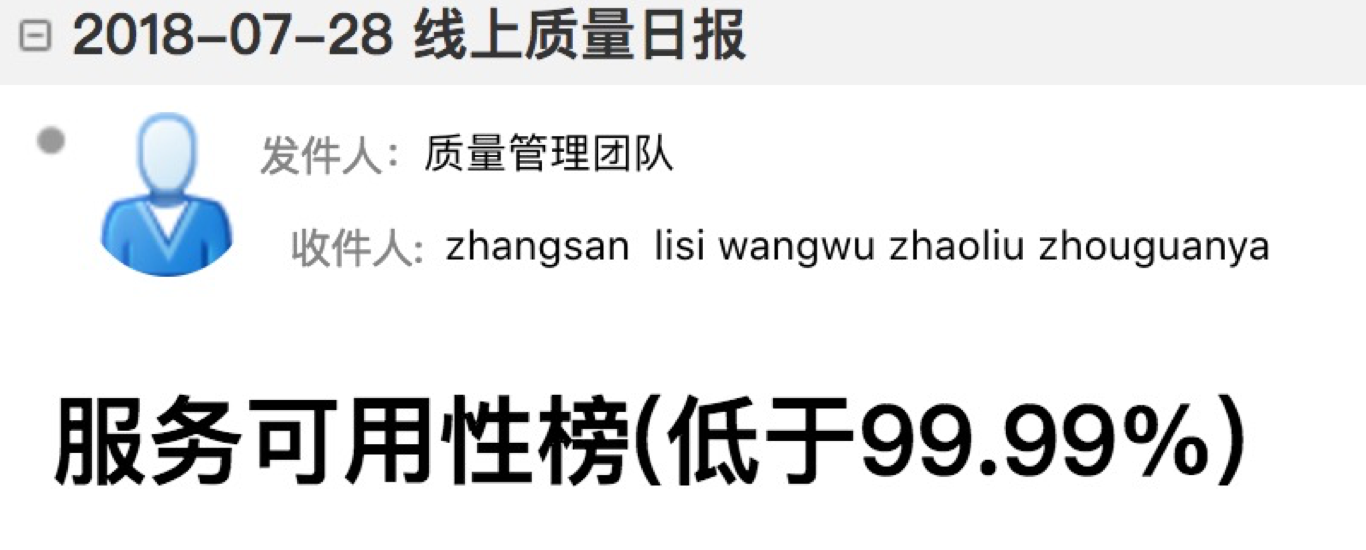 2018-07-28 线上质量日报
发件人：质量管理团队
收件人: zhangsan lisi wangwu zhaoliu zhouguanya
服务可用性榜(低于99.99%)